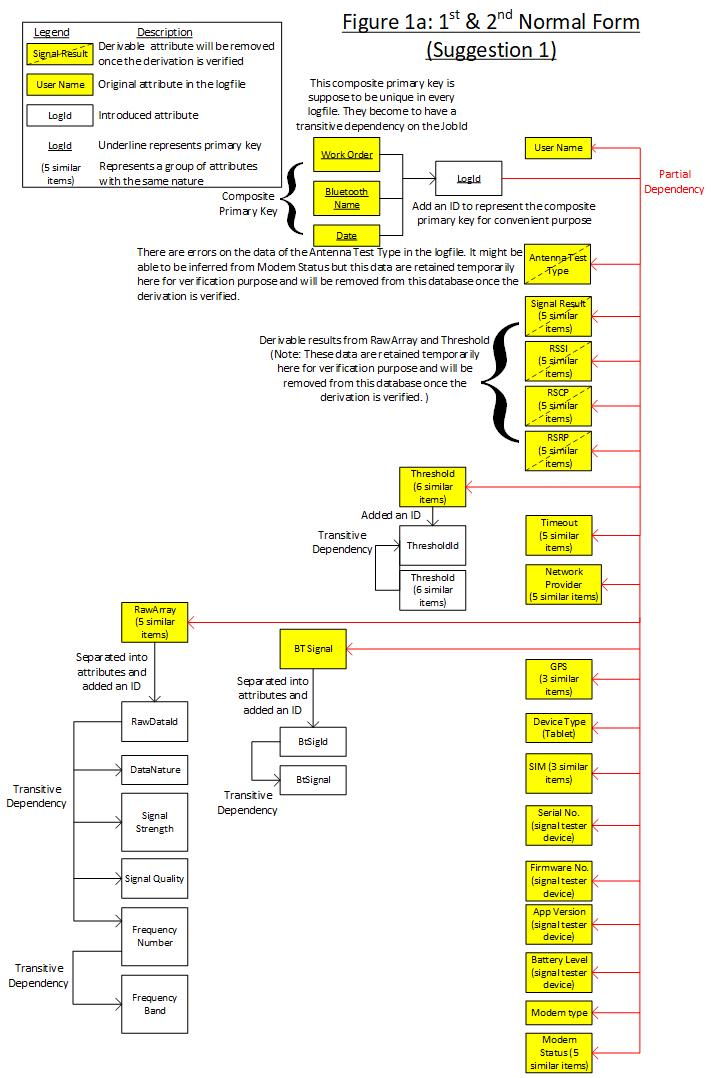 Figure 1a: 1st & 2nd Normal Form
(Suggestion 1)
Legend
Description
Signal Result
Derivable attribute will be removed
once the derivation is verified
User Name
Original attribute in the logfile
LogId
Introduced attribute
LogId
Underline represents primary key
(5 similar
items)
Represents a group of attributes
with the same nature
This composite primary key is
suppose to be unique in every
logfile. They become to have a
transitive dependency on the JobId
Composite
Primary Key
Work Order
Bluetooth
Name
Date
LogId
Add an ID to represent the composite
primary key for convenient purpose
User Name
Partial
Dependency
There are errors on the data of the Antenna Test Type in the logfile. It might be
able to be inferred from Modem Status but this data are retained temporarily
here for verification purpose and will be removed from this database once the
derivation is verified.
Antenna Test
Type
Derivable results from RawArray and Threshold
(Note: These data are retained temporarily
here for verification purpose and will be
removed from this database once the
derivation is verified. )
Signal Result
(5 similar
items)
RSSI
(5 similar
items)
RSCP
(5 similar
items)
RSRP
(5 similar
items)
Threshold
(6 similar
items)
Added an ID
Transitive
Dependency
ThresholdId
Threshold
(6 similar
items)
Timeout
(5 similar
items)
Network
Provider
(5 similar items)
RawArray
(5 similar
items)
Separated into
attributes and
added an ID
RawDataId
DataNature
Signal
Strength
Signal Quality
Frequency
Number
Frequency
Band
Transitive
Dependency
Transitive
Dependency
BT Signal
Separated into
attributes and
added an ID
BtSigId
BtSignal
Transitive
Dependency
GPS
(3 similar
items)
Device Type
(Tablet)
SIM (3 similar
items)
Serial No.
(signal tester
device)
Firmware No.
(signal tester
device)
App Version
(signal tester
device)
Battery Level
(signal tester
device)
Modem type
Modem
Status (5
similar items)